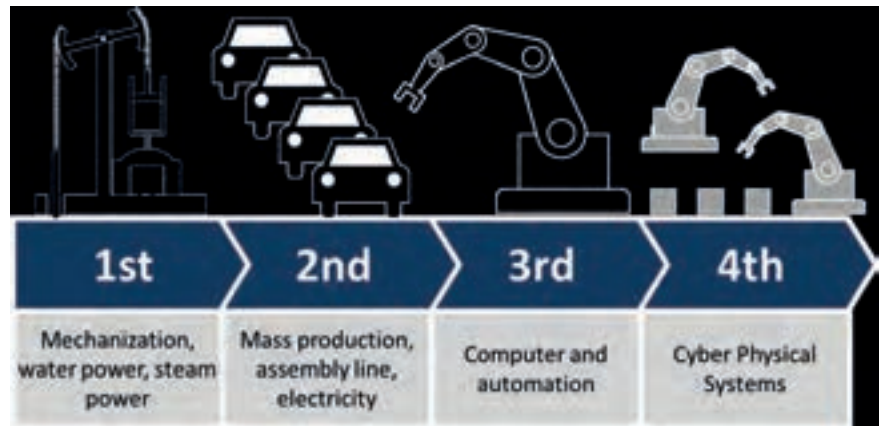 1st
2nd
3rd
4th
Mechanization,
water power, steam
power
Mass production,
assembly line,
electricity
Computer and
automation
Cyber Physical
Systems